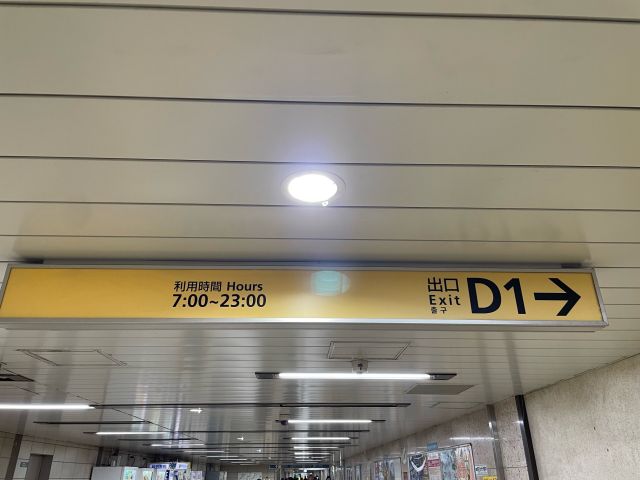 利用時間 Hours
7:00~23:00
出口
Exit
출구
D1